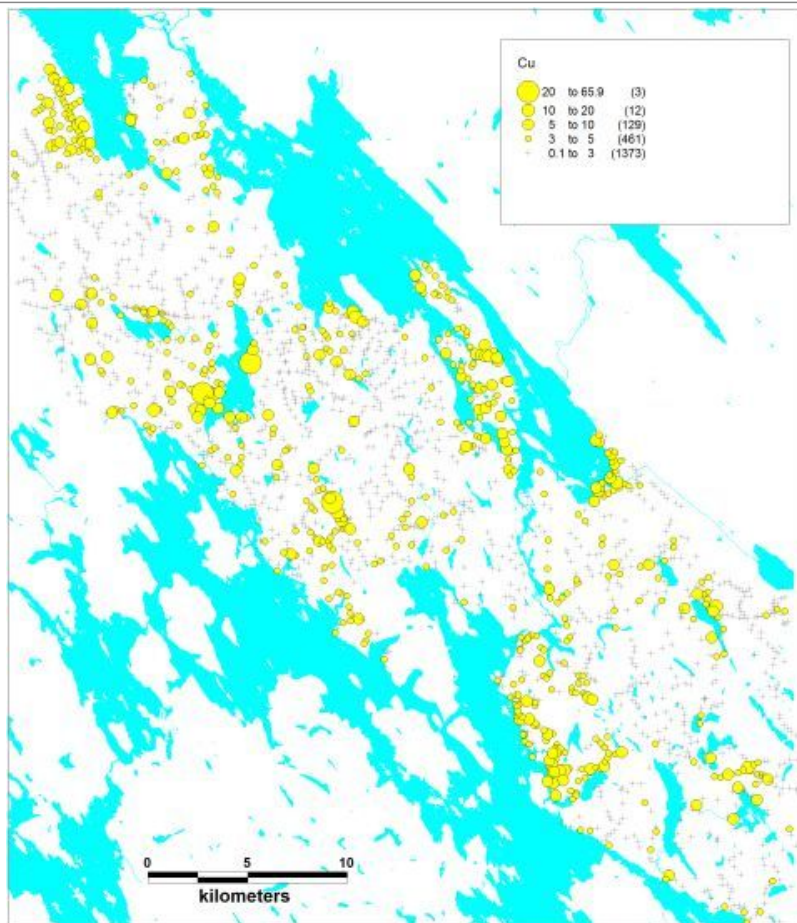 Cu
20 to 65.9 (3)
10 to 20 (12)
5 to 10 (129)
3 to 5 (461)
0.1 to 3 (1373)
0 5 10
kilometers